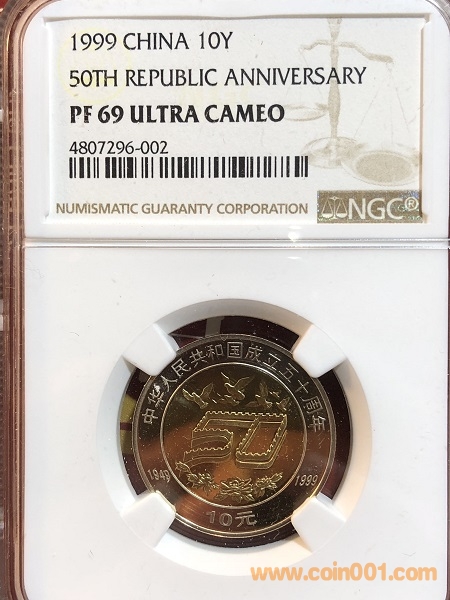 1999 CHINA 10Y
50TH REPUBLIC ANNIVERSARY
PF 69 ULTRA CAMEO
4807296-002
NUMISMATIC GUARANTY CORPORATION NGC®
中华人民共和国成立五十周年
50
1949 1999
10元
www.coin001.com